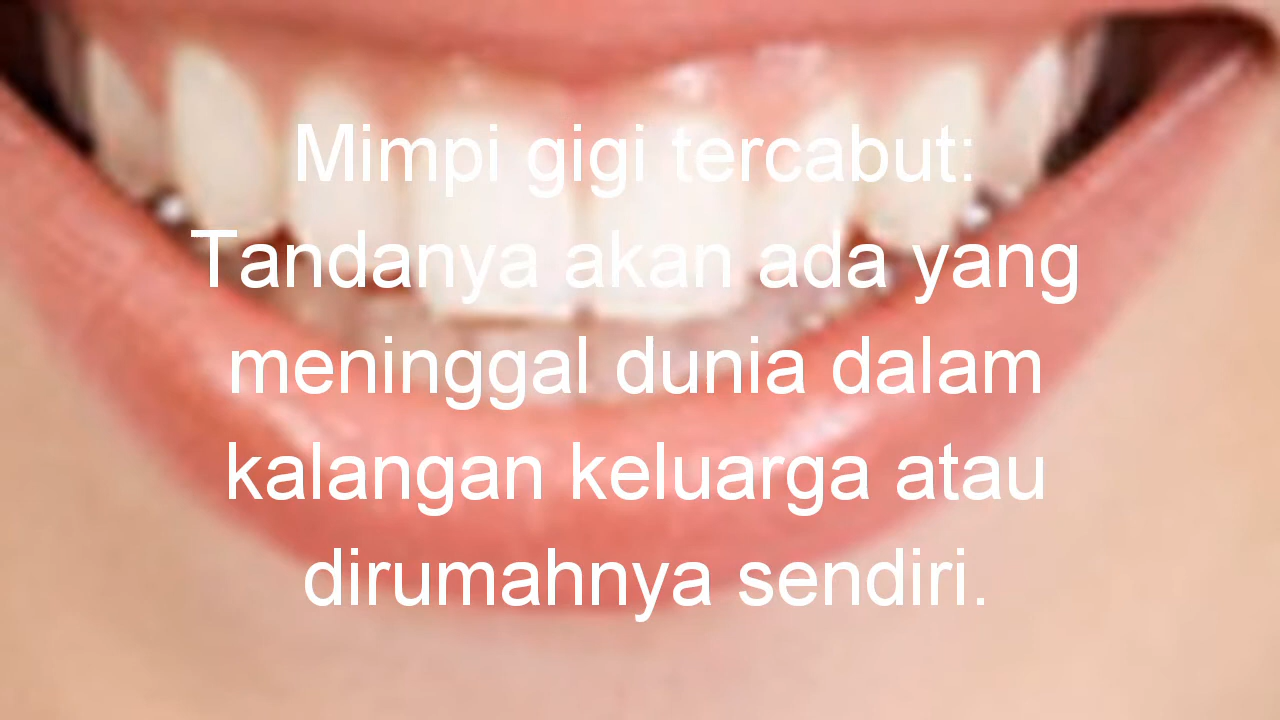 Mimpi gigi tercabut:
Tandanya akan ada yang
meninggal dunia dalam
kalangan keluarga atau
dirumahnya sendiri.